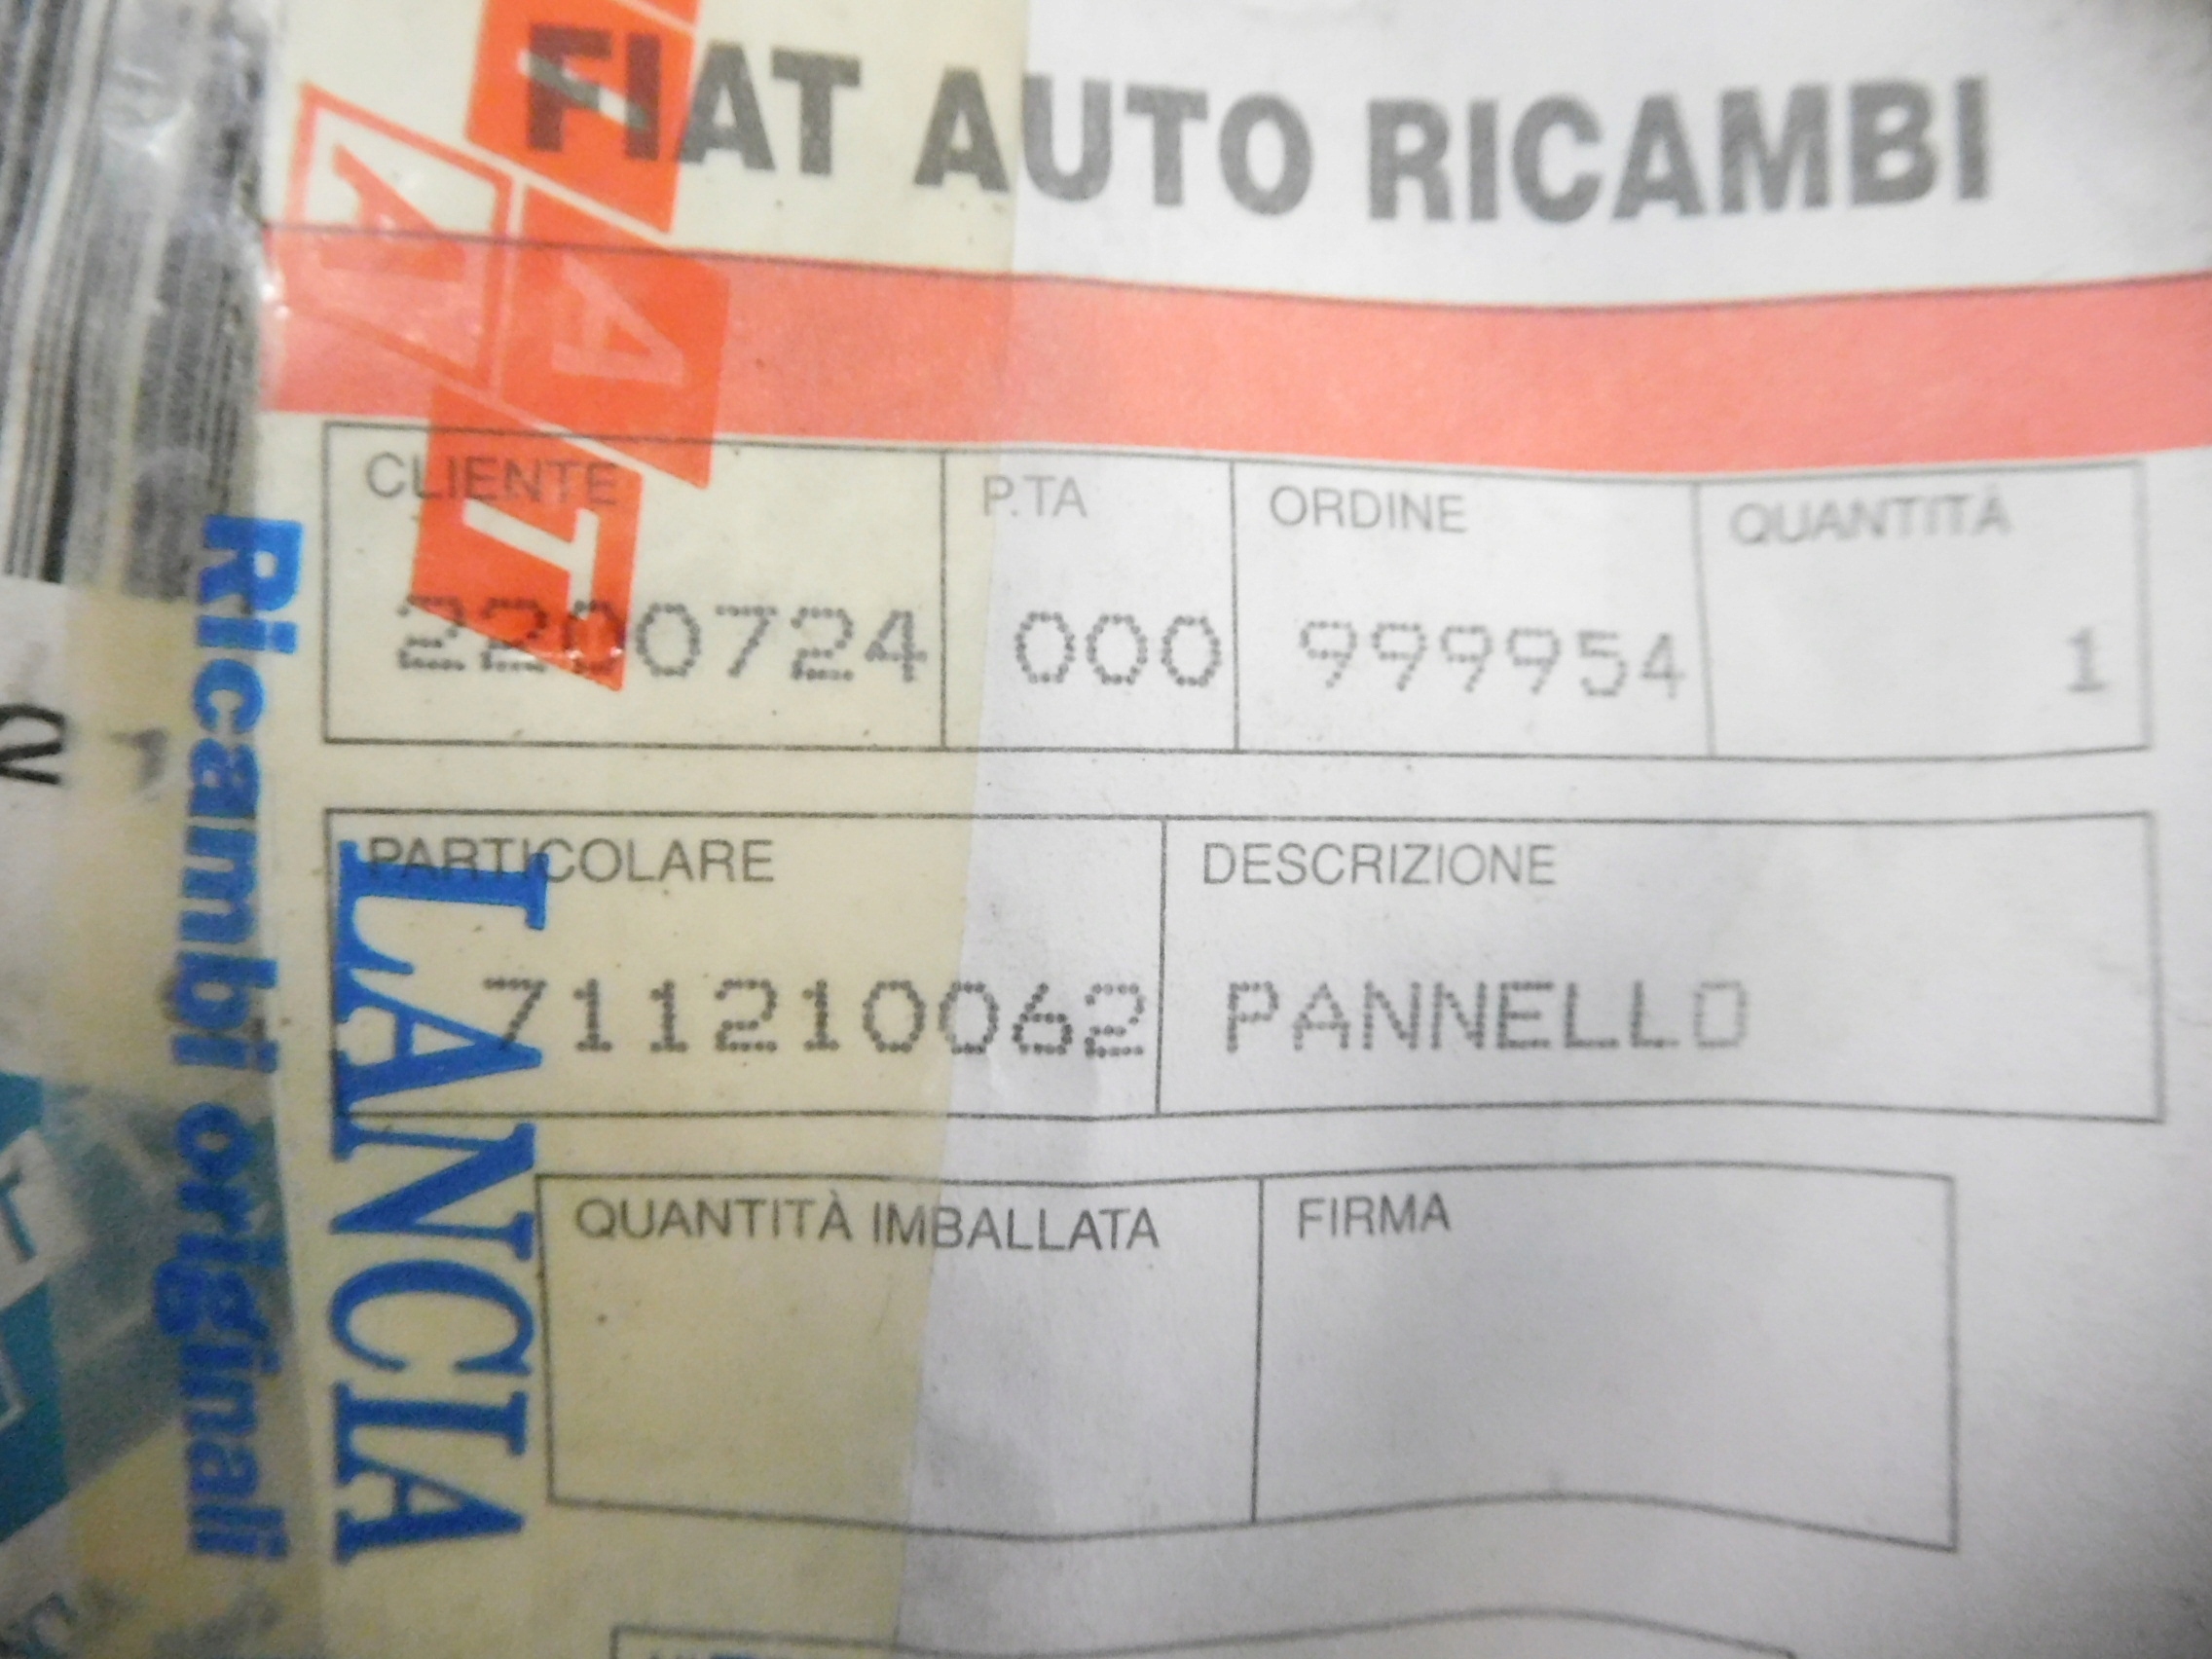 FIAT AUTO RICAMBI
CLIENTE P.TA ORDINE QUANTITÀ
2200724 000 999954 1
PARTICOLARE DESCRIZIONE
711210062 PANNELLO
QUANTITÀ IMBALLATA FIRMA
Ricambi originali
LANCIA